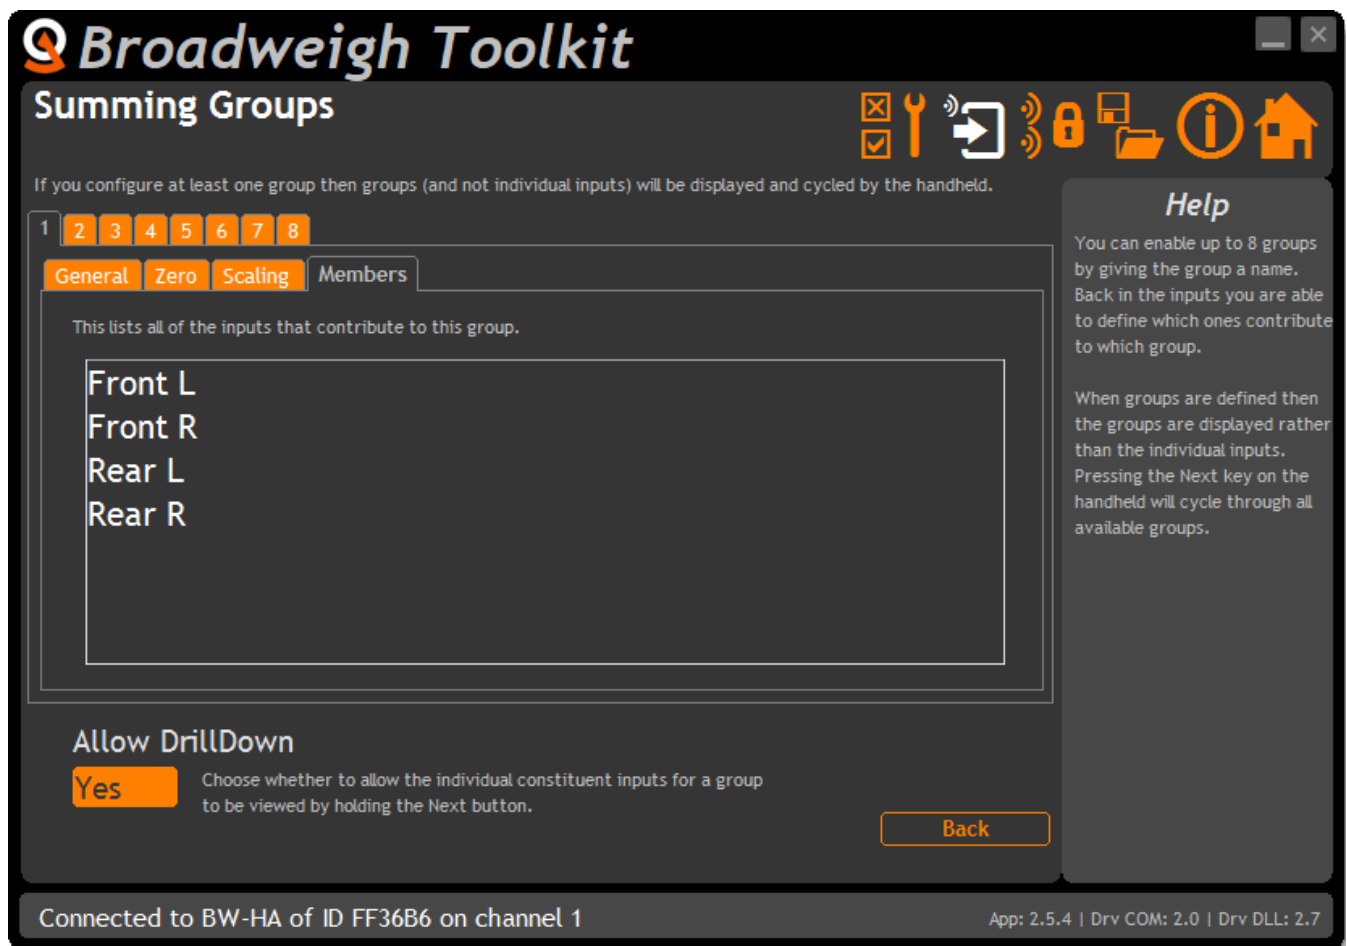 Broadweigh Toolkit
Summing Groups
If you configure at least one group then groups (and not individual inputs) will be displayed and cycled by the handheld.
1 2 3 4 5 6 7 8
General Zero Scaling Members
This lists all of the inputs that contribute to this group.
Front L
Front R
Rear L
Rear R
Allow DrillDown
Yes
Choose whether to allow the individual constituent inputs for a group
to be viewed by holding the Next button.
Back
Help
You can enable up to 8 groups
by giving the group a name.
Back in the inputs you are able
to define which ones contribute
to which group.
When groups are defined then
the groups are displayed rather
than the individual inputs.
Pressing the Next key on the
handheld will cycle through all
available groups.
Connected to BW-HA of ID FF36B6 on channel 1
App: 2.5.4 | Drv COM: 2.0 | Drv DLL: 2.7